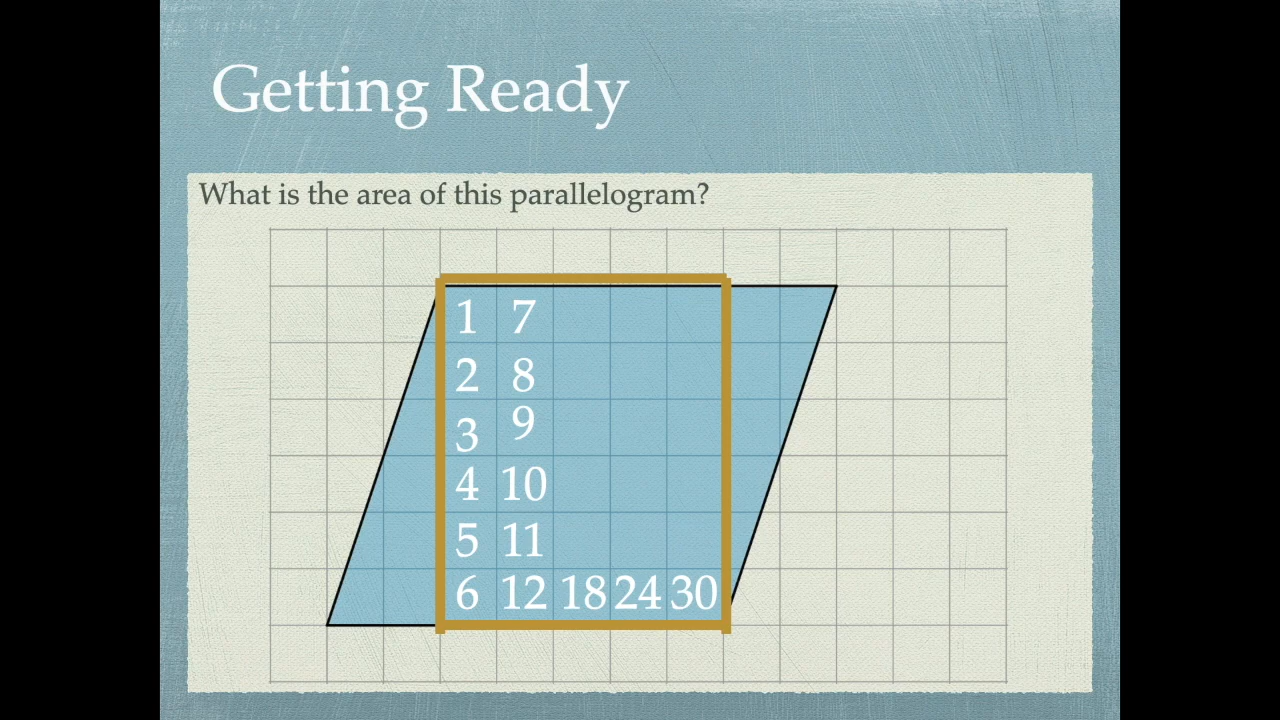 Getting Ready
What is the area of this parallelogram?
1 7
2 8
3 9
4 10
5 11
6 12 18 24 30